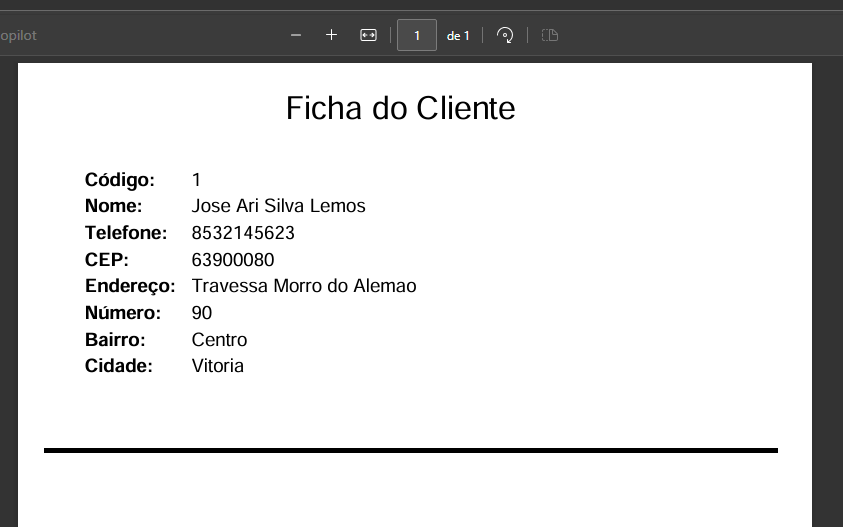 opilot
1 de 1
Ficha do Cliente
Código: 1
Nome: Jose Ari Silva Lemos
Telefone: 8532145623
CEP: 63900080
Endereço: Travessa Morro do Alemao
Número: 90
Bairro: Centro
Cidade: Vitoria